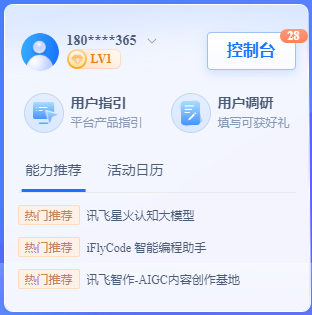 180****365
LV1
控制台
28
用户指引
平台产品指引
用户调研
填写可获好礼
能力推荐 活动日历
热门推荐 讯飞星火认知大模型
热门推荐 iFlyCode 智能编程助手
热门推荐 讯飞智作-AIGC内容创作基地